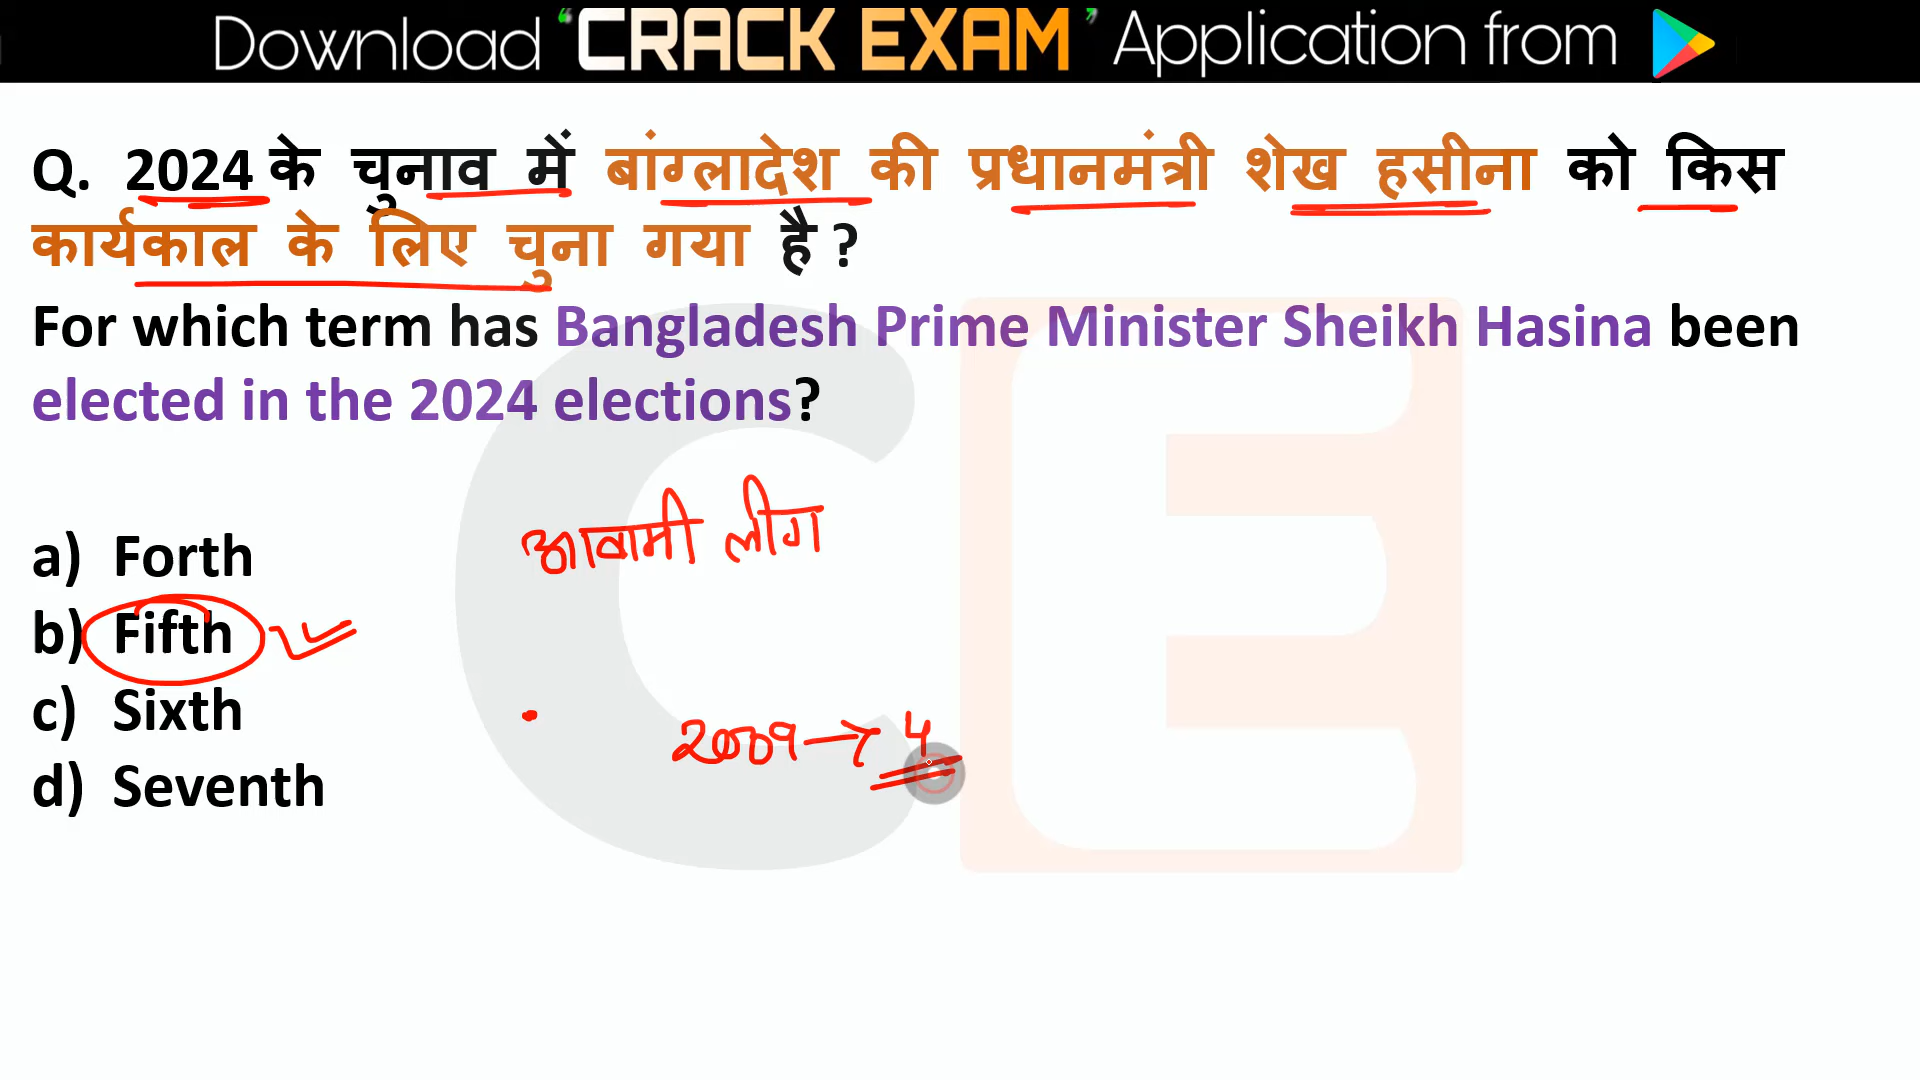 Download ‘CRACK EXAM’ Application from
Q. 2024 के चुनाव में बांग्लादेश की प्रधानमंत्री शेख हसीना को किस
कार्यकाल के लिए चुना गया है ?
For which term has Bangladesh Prime Minister Sheikh Hasina been
elected in the 2024 elections?
आवामी लीग
a) Forth
b) Fifth
c) Sixth
2009 → 4
d) Seventh
CE